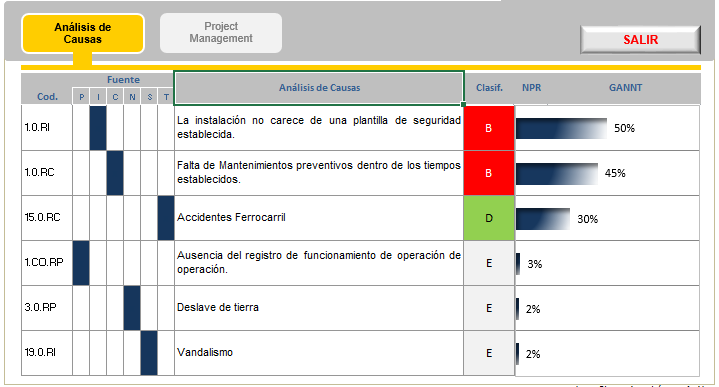 Análisis de
Causas
Project
Management
SALIR
Fuente
Cod. P I C N S T Análisis de Causas Clasif. NPR GANNT
1.0.RI La instalación no carece de una plantilla de seguridad
establecida. B 50%
1.0.RC Falta de Mantenimientos preventivos dentro de los tiempos
establecidos. B 45%
15.0.RC Accidentes Ferrocarril D 30%
1.CO.RP Ausencia del registro de funcionamiento de operación de
operación. E 3%
3.0.RP Deslave de tierra E 2%
19.0.RI Vandalismo E 2%